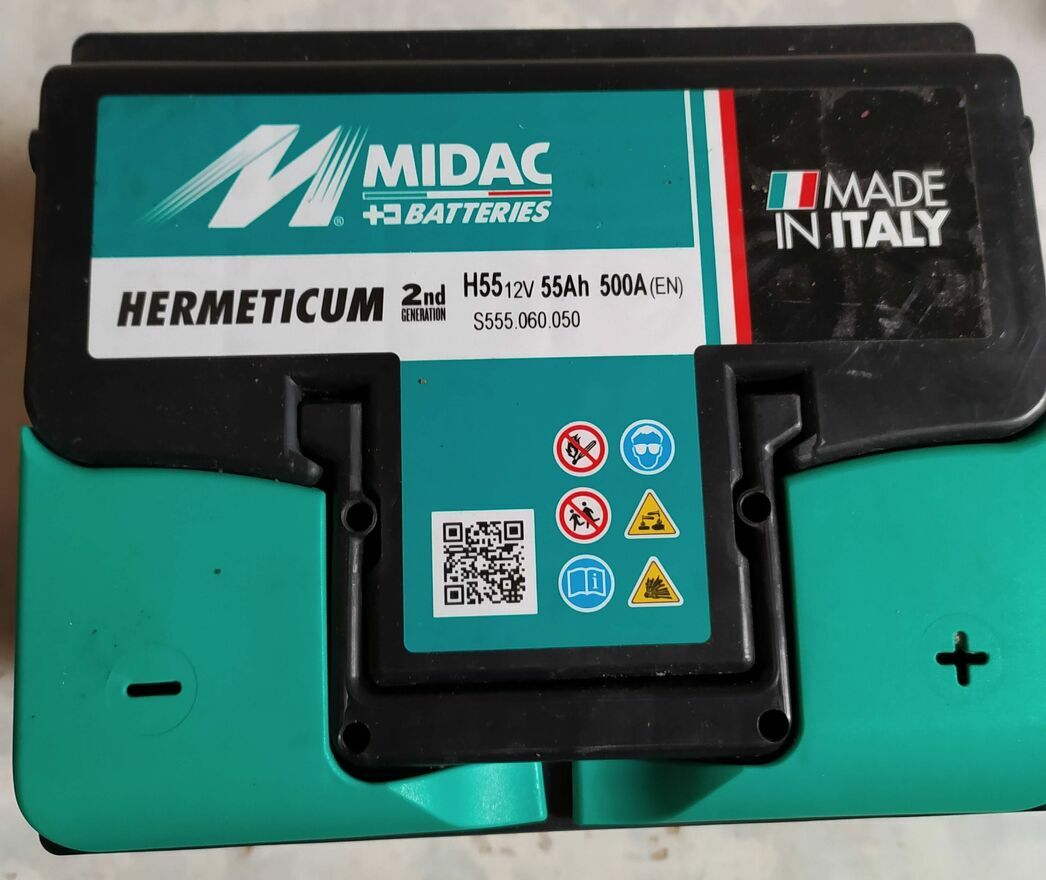 MIDAC
BATTERIES
MADE
IN ITALY
HERMETICUM 2nd GENERATION
H55 12V 55Ah 500A (EN)
S555.060.050